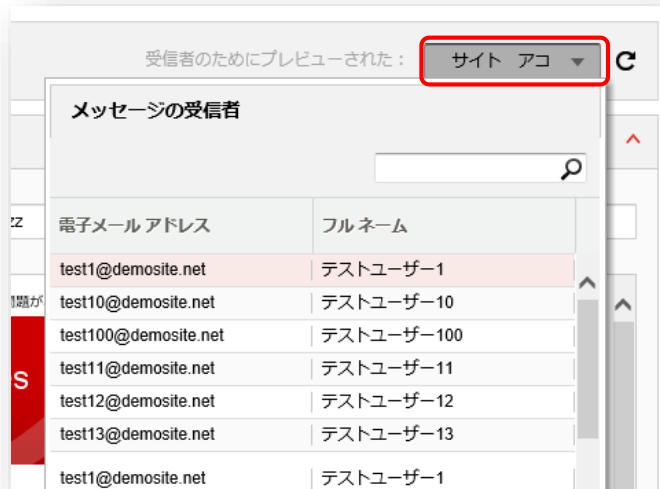 受信者のためにプレビューされた： サイト アコ
メッセージの受信者
zz
電子メール アドレス フル ネーム
test1@demosite.net テストユーザー1
問題が test10@demosite.net テストユーザー10
test100@demosite.net テストユーザー100
s test11@demosite.net テストユーザー11
test12@demosite.net テストユーザー12
test13@demosite.net テストユーザー13
test1@demosite.net テストユーザー1